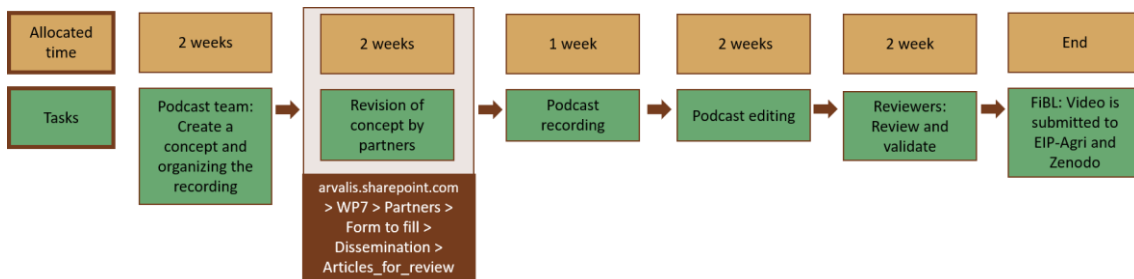 Allocated
time
2 weeks
2 weeks
1 week
2 weeks
2 week
End
Tasks
Podcast team:
Create a
concept and
organizing the
recording
Revision of
concept by
partners
Podcast
recording
Podcast editing
Reviewers:
Review and
validate
FiBL: Video is
submitted to
EIP-Agri and
Zenodo
arvalis.sharepoint.com
> WP7 > Partners >
Form to fill >
Dissemination >
Articles_for_review